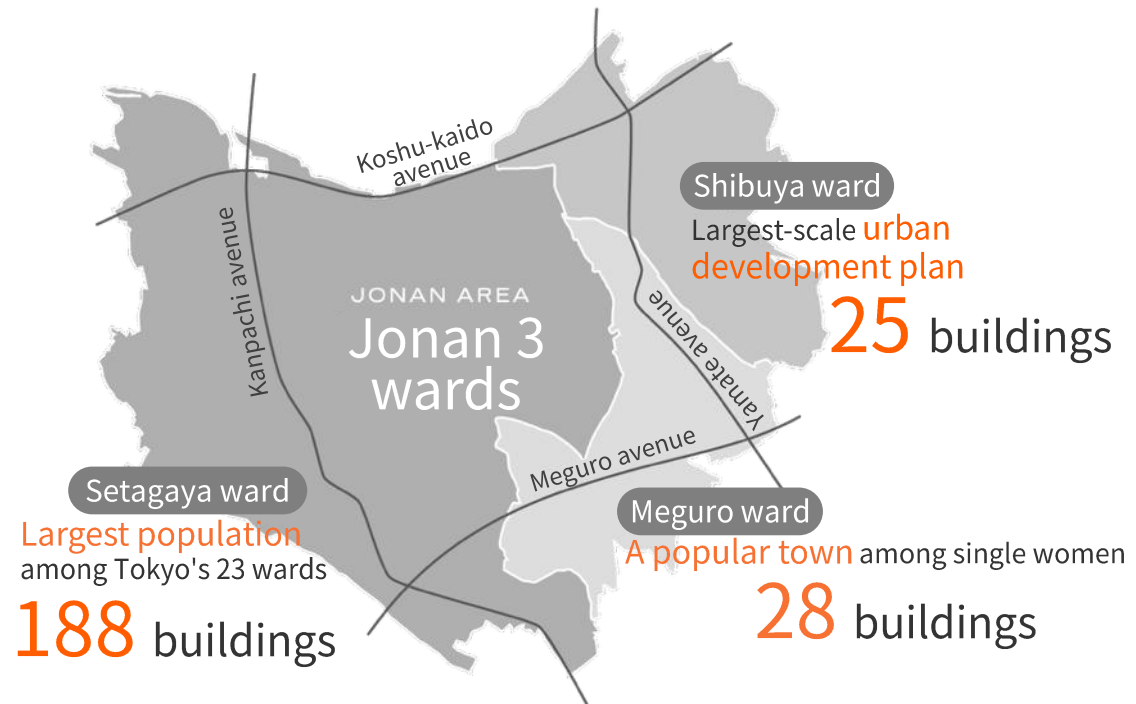 Koshu-kaido
avenue
Shibuya ward
Largest-scale urban
development plan
25 buildings
Kanpachi avenue
JONAN AREA
Jonan 3
wards
Yamate avenue
Meguro avenue
Setagaya ward
Largest population
among Tokyo's 23 wards
188 buildings
Meguro ward
A popular town among single women
28 buildings